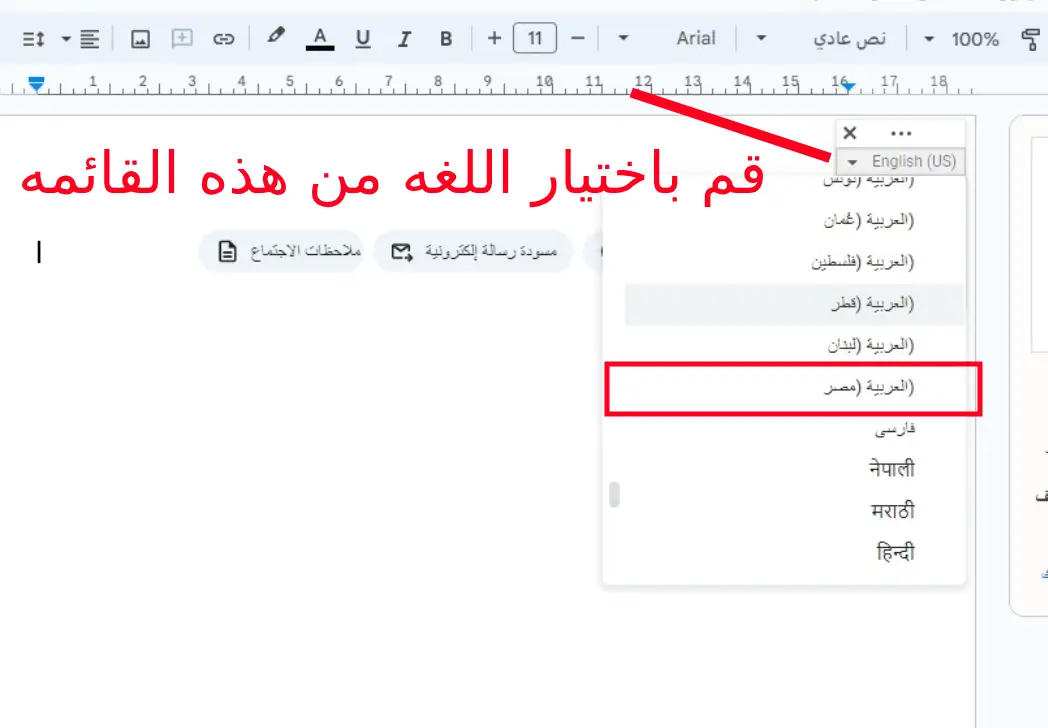 100%
نص عادي
Arial
+ 11 −
B I U A
1 2 3 4 5 6 7 8 9 10 11 12 13 14 15 16 17 18
English (US)
قم باختيار اللغه من هذه القائمه
(العربية (تونس
(العربية (عُمان
مسودة رسالة إلكترونية
ملاحظات الاجتماع
(العربية (فلسطين
(العربية (قطر
(العربية (لبنان
(العربية (مصر
فارسی
नेपाली
मराठी
हिन्दी